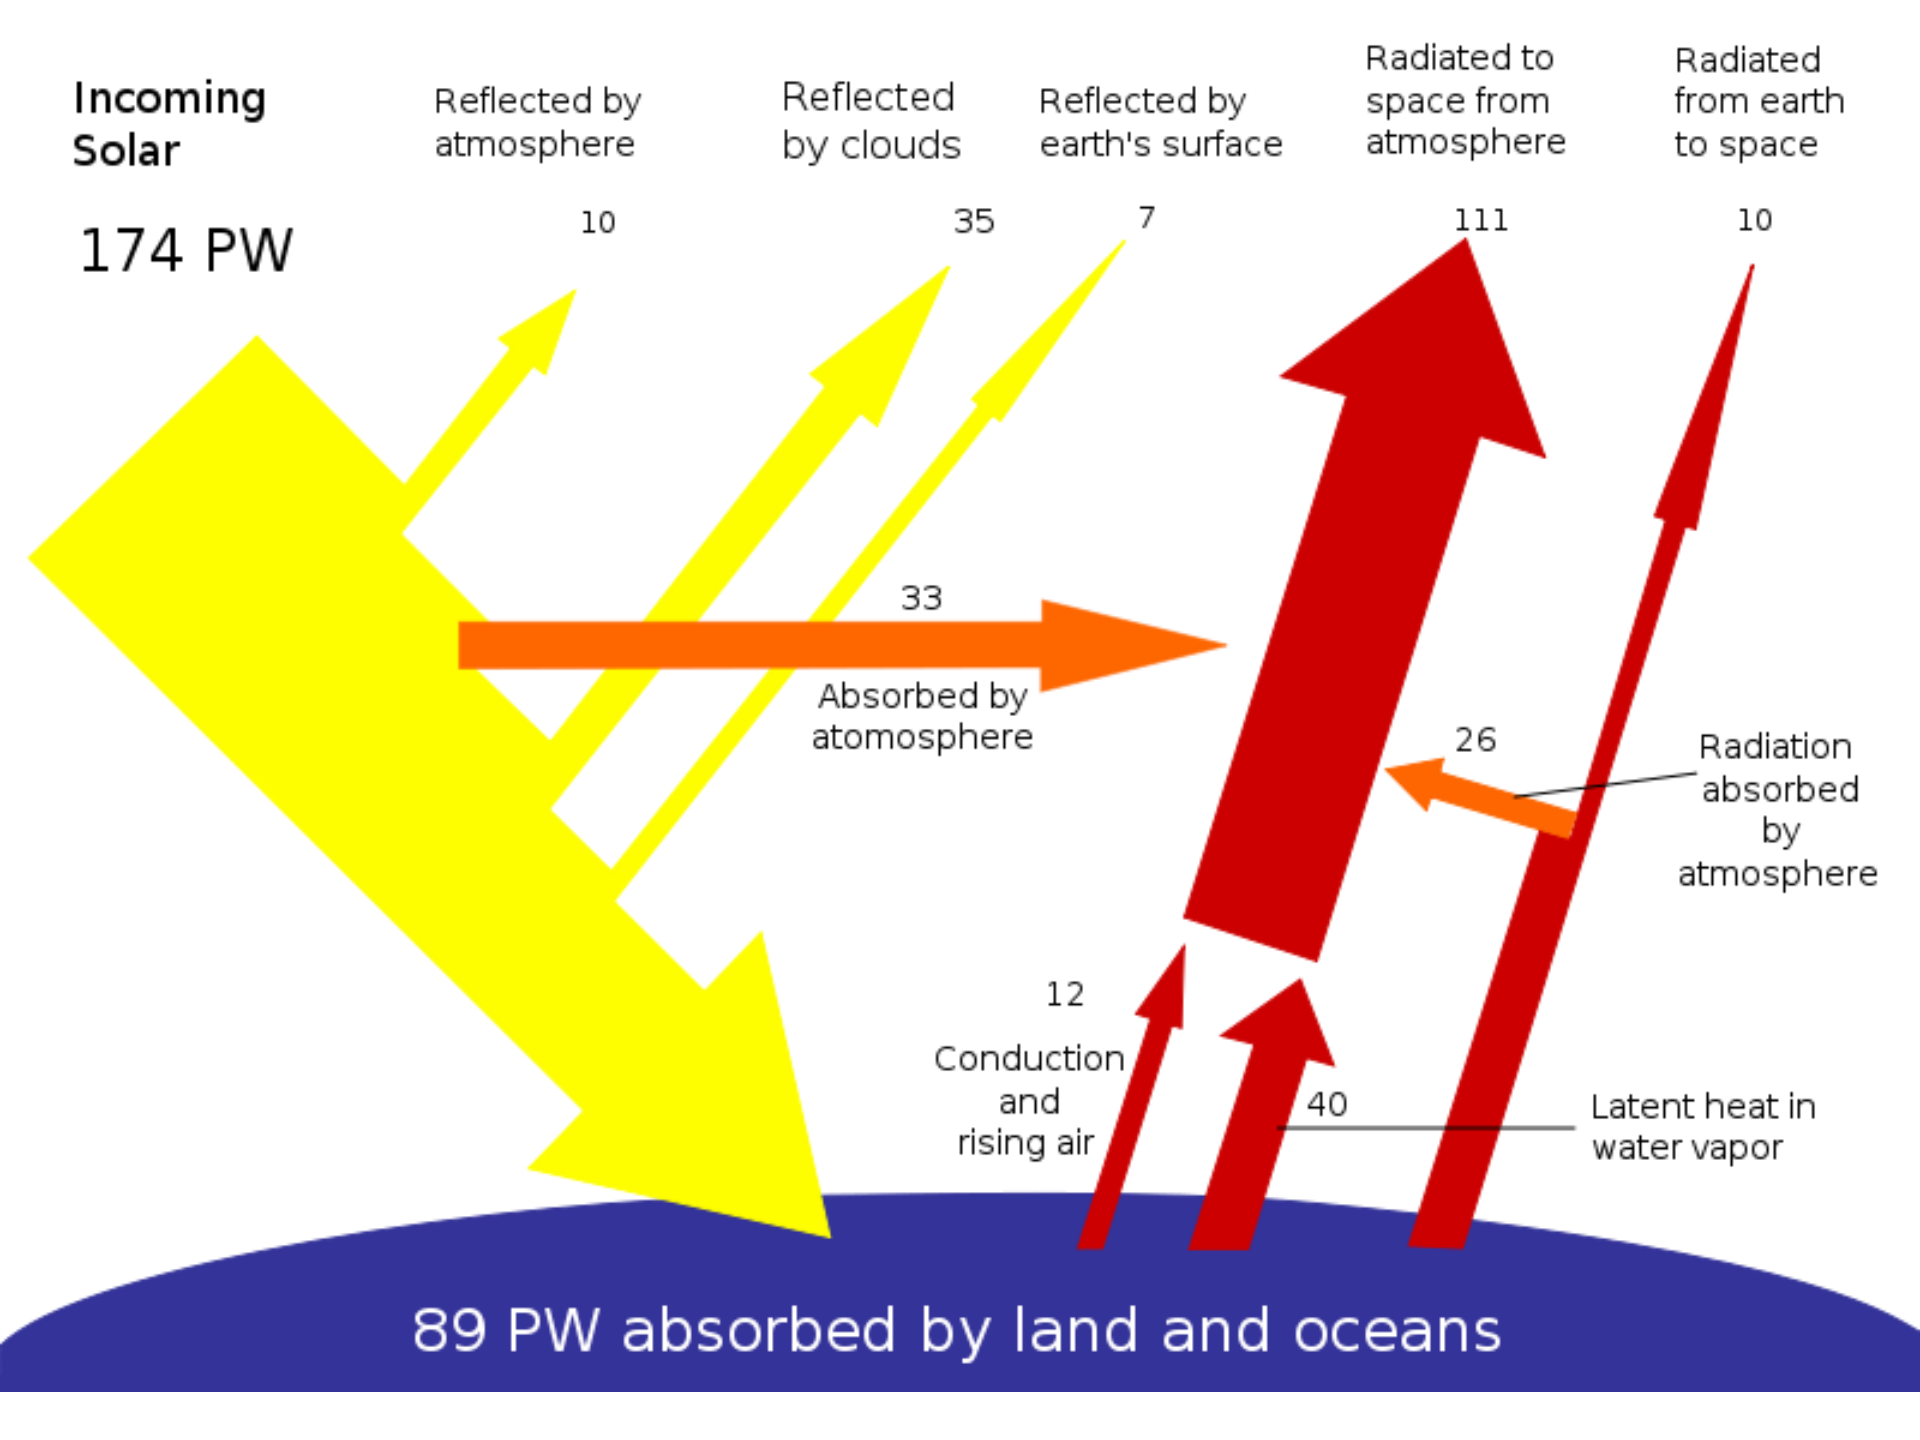 Incoming
Solar
174 PW
Reflected by
atmosphere
10
Reflected
by clouds
35
Reflected by
earth's surface
7
Radiated to
space from
atmosphere
111
Radiated
from earth
to space
10
33
Absorbed by
atomosphere
26
Radiation
absorbed
by
atmosphere
12
Conduction
and
rising air
40
Latent heat in
water vapor
89 PW absorbed by land and oceans